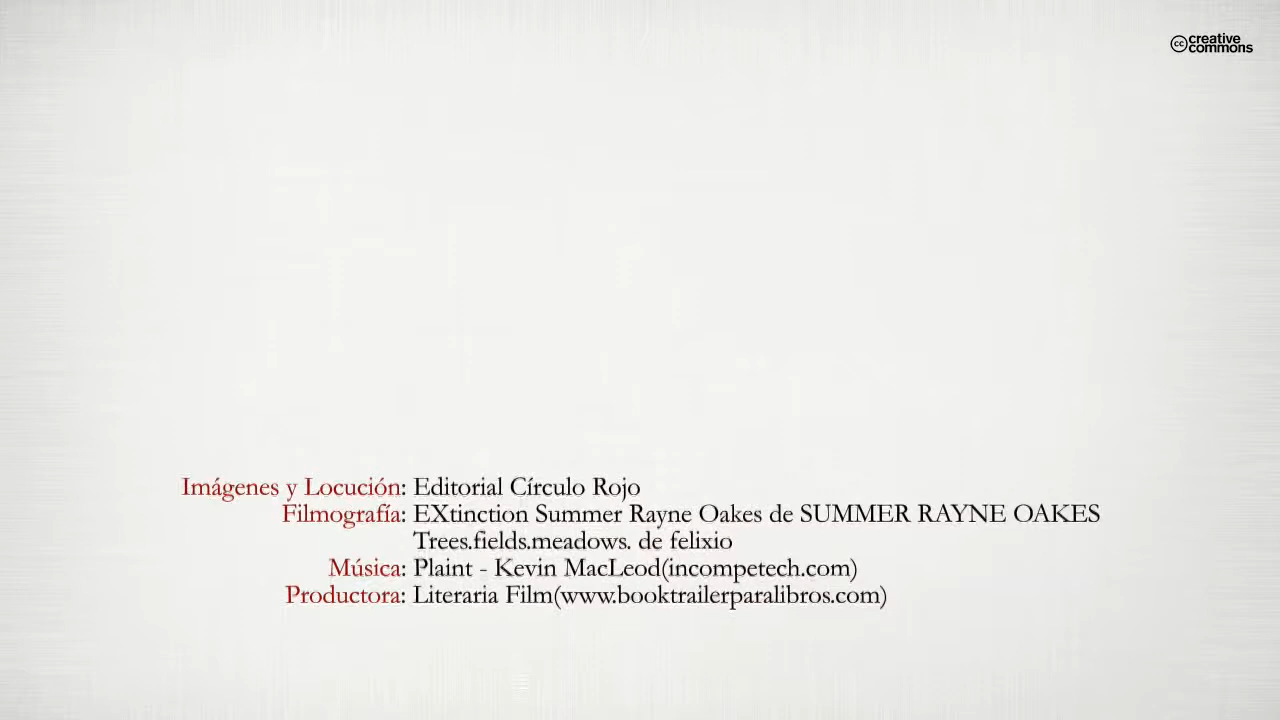 cc creative
commons
Imágenes y Locución: Editorial Círculo Rojo
Filmografía: EXtinction Summer Rayne Oakes de SUMMER RAYNE OAKES
Trees.fields.meadows. de felixio
Música: Plaint - Kevin MacLeod(incompetech.com)
Productora: Literaria Film(www.booktrailerparalibros.com)